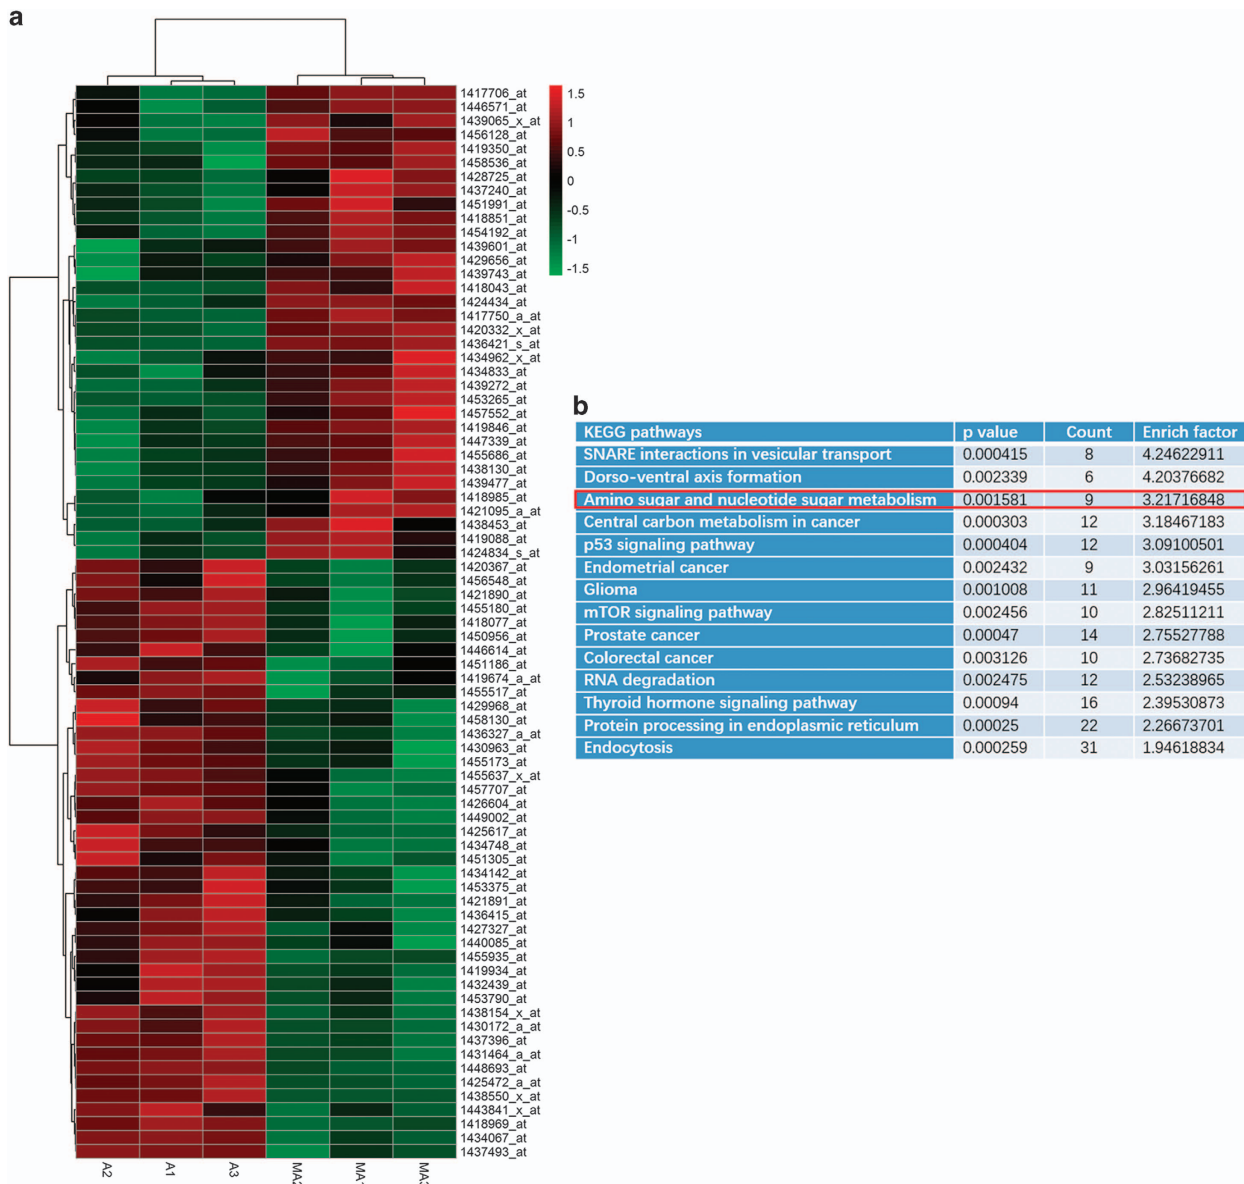 a
1417706_at
1446571_at
1439065_x_at
1456128_at
1419350_at
1458536_at
1428725_at
1437240_at
1451991_at
1418851_at
1454192_at
1439601_at
1429656_at
1439743_at
1418043_at
1424434_at
1417750_a_at
1420332_x_at
1436421_s_at
1434962_x_at
1434833_at
1439272_at
1453265_at
1457552_at
1419846_at
1447339_at
1455686_at
1438130_at
1439477_at
1418985_at
1421095_a_at
1438453_at
1419088_at
1424834_s_at
1420367_at
1456548_at
1421890_at
1455180_at
1418077_at
1450956_at
1446614_at
1451186_at
1419674_a_at
1455517_at
1429968_at
1458130_at
1436327_a_at
1430963_at
1455173_at
1455637_x_at
1457707_at
1426604_at
1449002_at
1425617_at
1434748_at
1451305_at
1434142_at
1453375_at
1421891_at
1436415_at
1427327_at
1440085_at
1455935_at
1419934_at
1432439_at
1453790_at
1438154_x_at
1430172_a_at
1437396_at
1431464_a_at
1448693_at
1425472_a_at
1438550_x_at
1443841_x_at
1418969_at
1434067_at
1437493_at
A2 A1 A3 MA2 MA1 MA3
1.5
1
0.5
0
-0.5
-1
-1.5
b
KEGG pathways p value Count Enrich factor
SNARE interactions in vesicular transport 0.000415 8 4.24622911
Dorso-ventral axis formation 0.002339 6 4.20376682
Amino sugar and nucleotide sugar metabolism 0.001581 9 3.21716848
Central carbon metabolism in cancer 0.000303 12 3.18467183
p53 signaling pathway 0.000404 12 3.09100501
Endometrial cancer 0.002432 9 3.03156261
Glioma 0.001008 11 2.96419455
mTOR signaling pathway 0.002456 10 2.82511211
Prostate cancer 0.00047 14 2.75527788
Colorectal cancer 0.003126 10 2.73682735
RNA degradation 0.002475 12 2.53238965
Thyroid hormone signaling pathway 0.00094 16 2.39530873
Protein processing in endoplasmic reticulum 0.00025 22 2.26673701
Endocytosis 0.000259 31 1.94618834